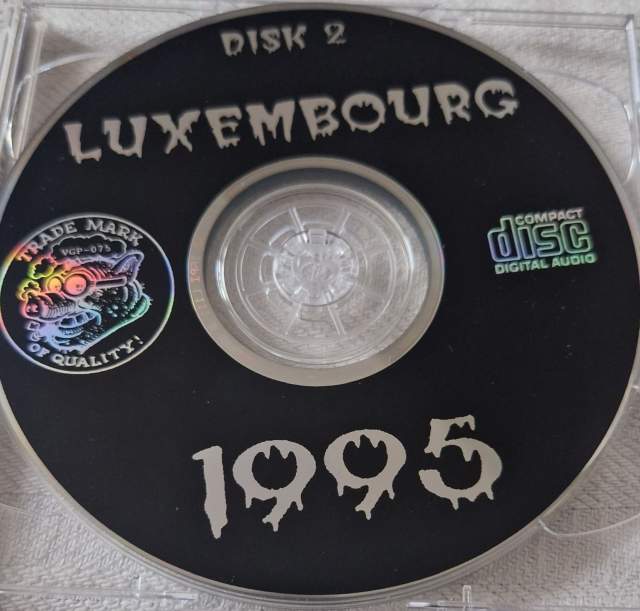 DISK 2
LUXEMBOURG
TRADE MARK
VGP-075
OF QUALITY!
COMPACT
disc
DIGITAL AUDIO
1995